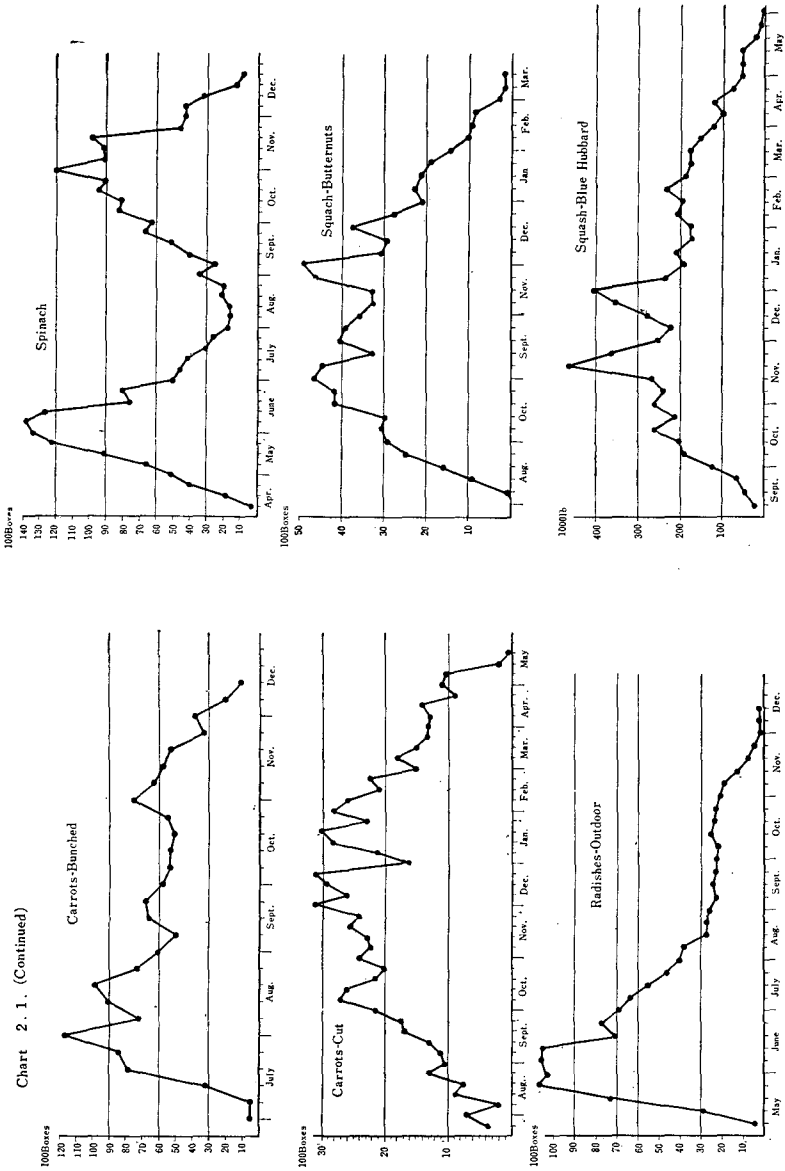 Chart 2.1. (Continued)
100Boxes
120
110
100
90
80
70
60
50
40
30
20
10
Carrots-Bunched
July Aug. Sept. Oct. Nov. Dec.
100Boxes
140
130
120
110
100
90
80
70
60
50
40
30
20
10
Spinach
Apr. May June July Aug. Sept. Oct. Nov. Dec.
100Boxes
30
20
10
Carrots-Cut
Aug. Sept. Oct. Nov. Dec. Jan. Feb. Mar. Apr. May
100Boxes
50
40
30
20
10
Squach-Butternuts
Aug. Oct. Sept. Nov. Dec. Jan Feb. Mar.
100Boxes
100
90
80
70
60
50
40
30
20
10
Radishes-Outdoor
May June July Aug. Sept. Oct. Nov. Dec.
1000lb
400
300
200
100
Squash-Blue Hubbard
Sept. Oct. Nov. Dec. Jan. Feb. Mar. Apr. May